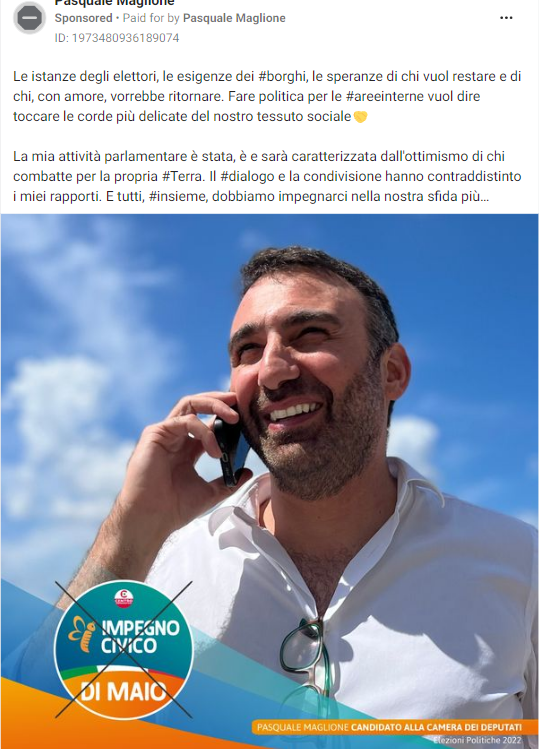 Pasquale Maglione
Sponsored • Paid for by Pasquale Maglione
ID: 1973480936189074
Le istanze degli elettori, le esigenze dei #borghi, le speranze di chi vuol restare e di
chi, con amore, vorrebbe ritornare. Fare politica per le #areeinterne vuol dire
toccare le corde più delicate del nostro tessuto sociale🤝
La mia attività parlamentare è stata, è e sarà caratterizzata dall'ottimismo di chi
combatte per la propria #Terra. Il #dialogo e la condivisione hanno contraddistinto
i miei rapporti. E tutti, #insieme, dobbiamo impegnarci nella nostra sfida più...
C
CENTRO
IMPEGNO
CIVICO
DI MAIO
PASQUALE MAGLIONE CANDIDATO ALLA CAMERA DEI DEPUTATI
Elezioni Politiche 2022